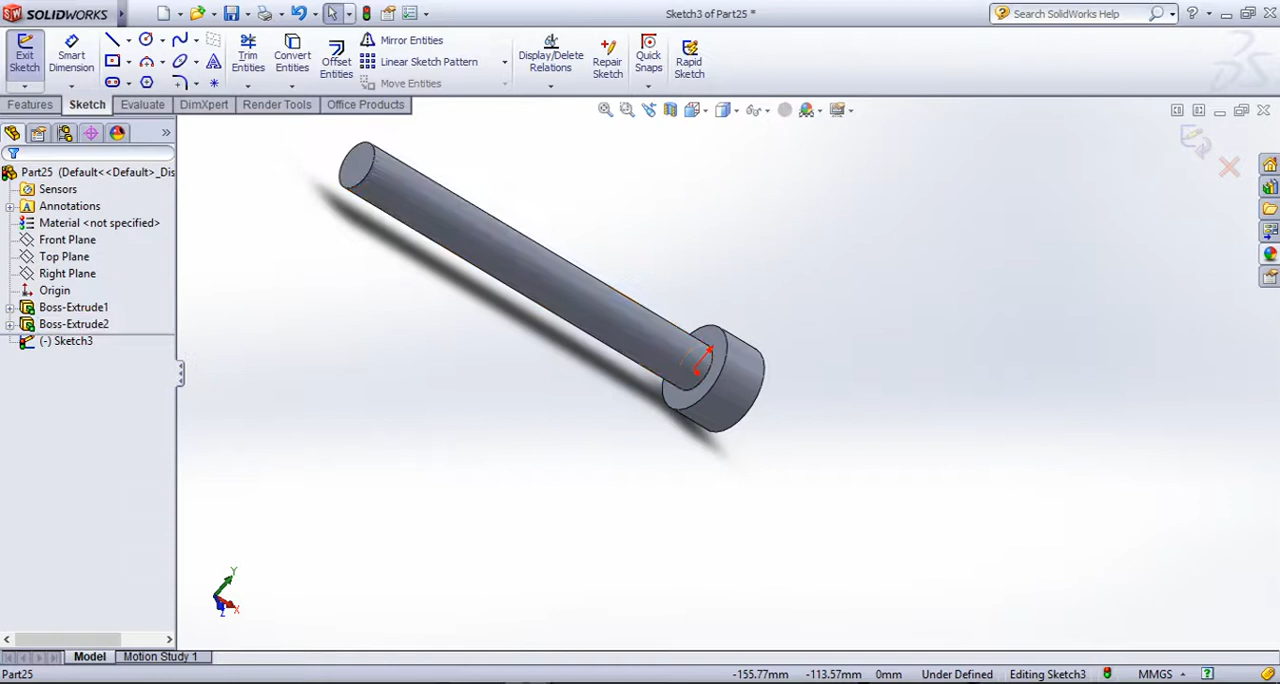 SOLIDWORKS
Sketch3 of Part25 *
Search SolidWorks Help
Exit Sketch
Smart Dimension
Trim Entities
Convert Entities
Offset Entities
Mirror Entities
Linear Sketch Pattern
Move Entities
Display/Delete Relations
Repair Sketch
Quick Snaps
Rapid Sketch
Features Sketch Evaluate DimXpert Render Tools Office Products
Part25 (Default<<Default>_Dis
Sensors
Annotations
Material <not specified>
Front Plane
Top Plane
Right Plane
Origin
Boss-Extrude1
Boss-Extrude2
(-) Sketch3
Y
X
Z
Model Motion Study 1
Part25 -155.77mm -113.57mm 0mm Under Defined Editing Sketch3 MMGS